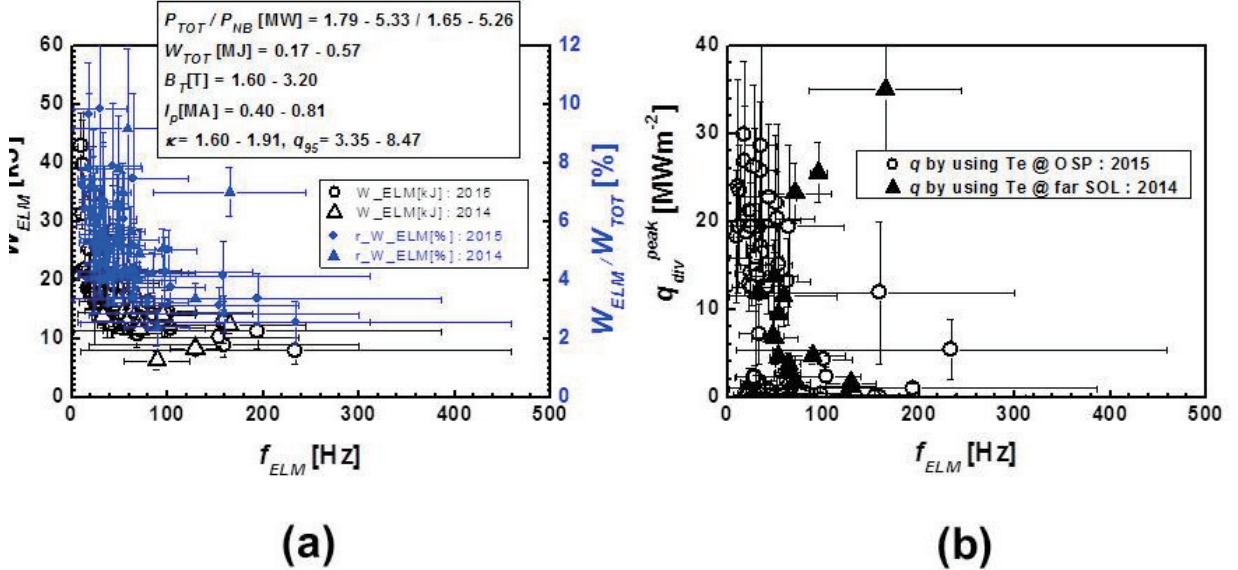 P_TOT / P_NB [MW] = 1.79 - 5.33 / 1.65 - 5.26
W_TOT [MJ] = 0.17 - 0.57
B_T[T] = 1.60 - 3.20
I_p[MA] = 0.40 - 0.81
κ= 1.60 - 1.91, q_95= 3.35 - 8.47
W_ELM [kJ]
60
50
40
30
20
10
0
12
10
8
6
4
2
0
W_ELM / W_TOT [%]
W_ELM[kJ] : 2015
W_ELM[kJ] : 2014
r_W_ELM[%] : 2015
r_W_ELM[%] : 2014
0 100 200 300 400 500
f_ELM [Hz]
(a)
q_div^peak [MWm^-2]
40
30
20
10
0
q by using Te @ OSP : 2015
q by using Te @ far SOL : 2014
0 100 200 300 400 500
f_ELM [Hz]
(b)